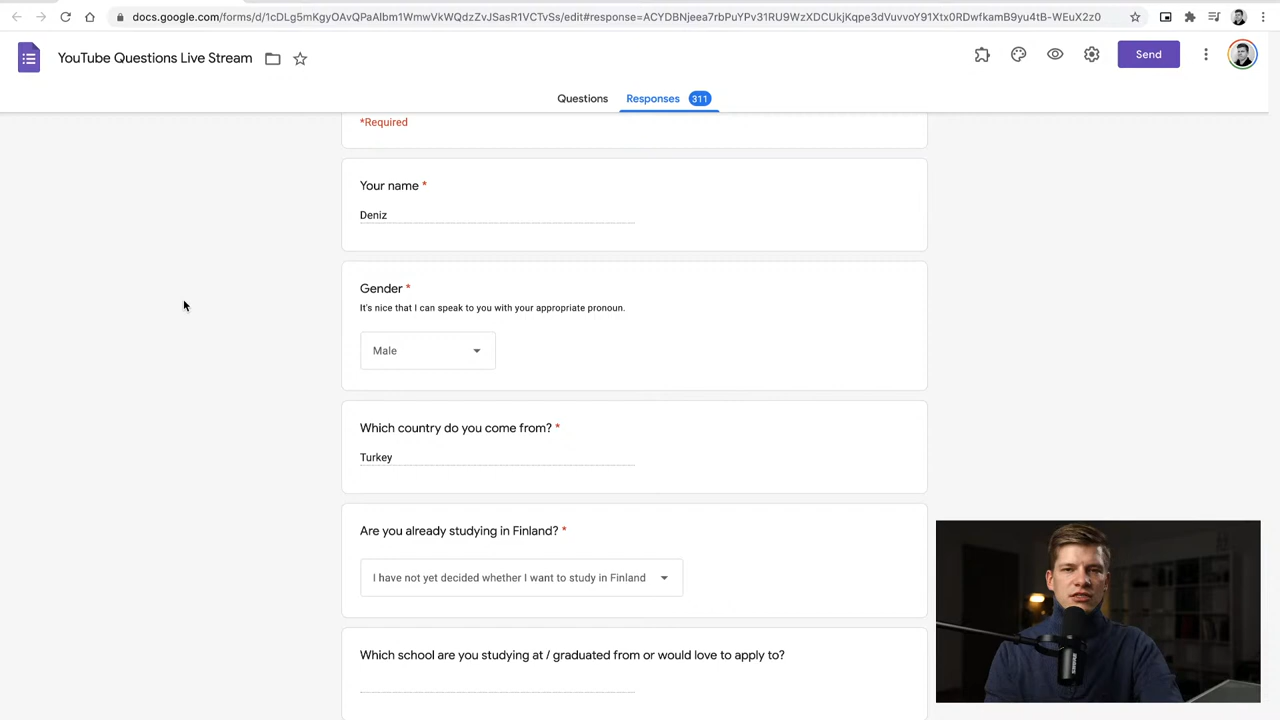 docs.google.com/forms/d/1cDLg5mKgyOAvQPaAlbm1WmwVkWQdzZvJSasR1VCTvSs/edit#response=ACYDBNjeea7rbPuYPv31RU9WZXDCUkjKqpe3dVuvvoY91Xtx0RDwfkamB9yu4tB-WEuX2z0
YouTube Questions Live Stream
Send
Questions
Responses 311
*Required
Your name *
Deniz
Gender *
It's nice that I can speak to you with your appropriate pronoun.
Male
Which country do you come from? *
Turkey
Are you already studying in Finland? *
I have not yet decided whether I want to study in Finland
Which school are you studying at / graduated from or would love to apply to?